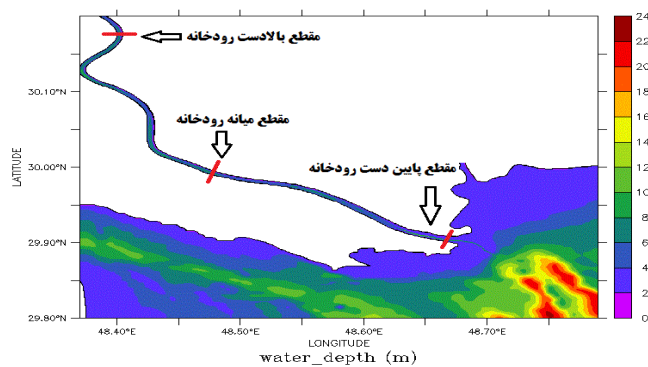 مقطع بالادست رودخانه
مقطع میانه رودخانه
مقطع پایین دست رودخانه
LATITUDE
30.10°N
30.00°N
29.90°N
29.80°N
48.40°E
48.50°E
48.60°E
48.70°E
LONGITUDE
water_depth (m)
24
22
20
18
16
14
12
10
8
6
4
2
0